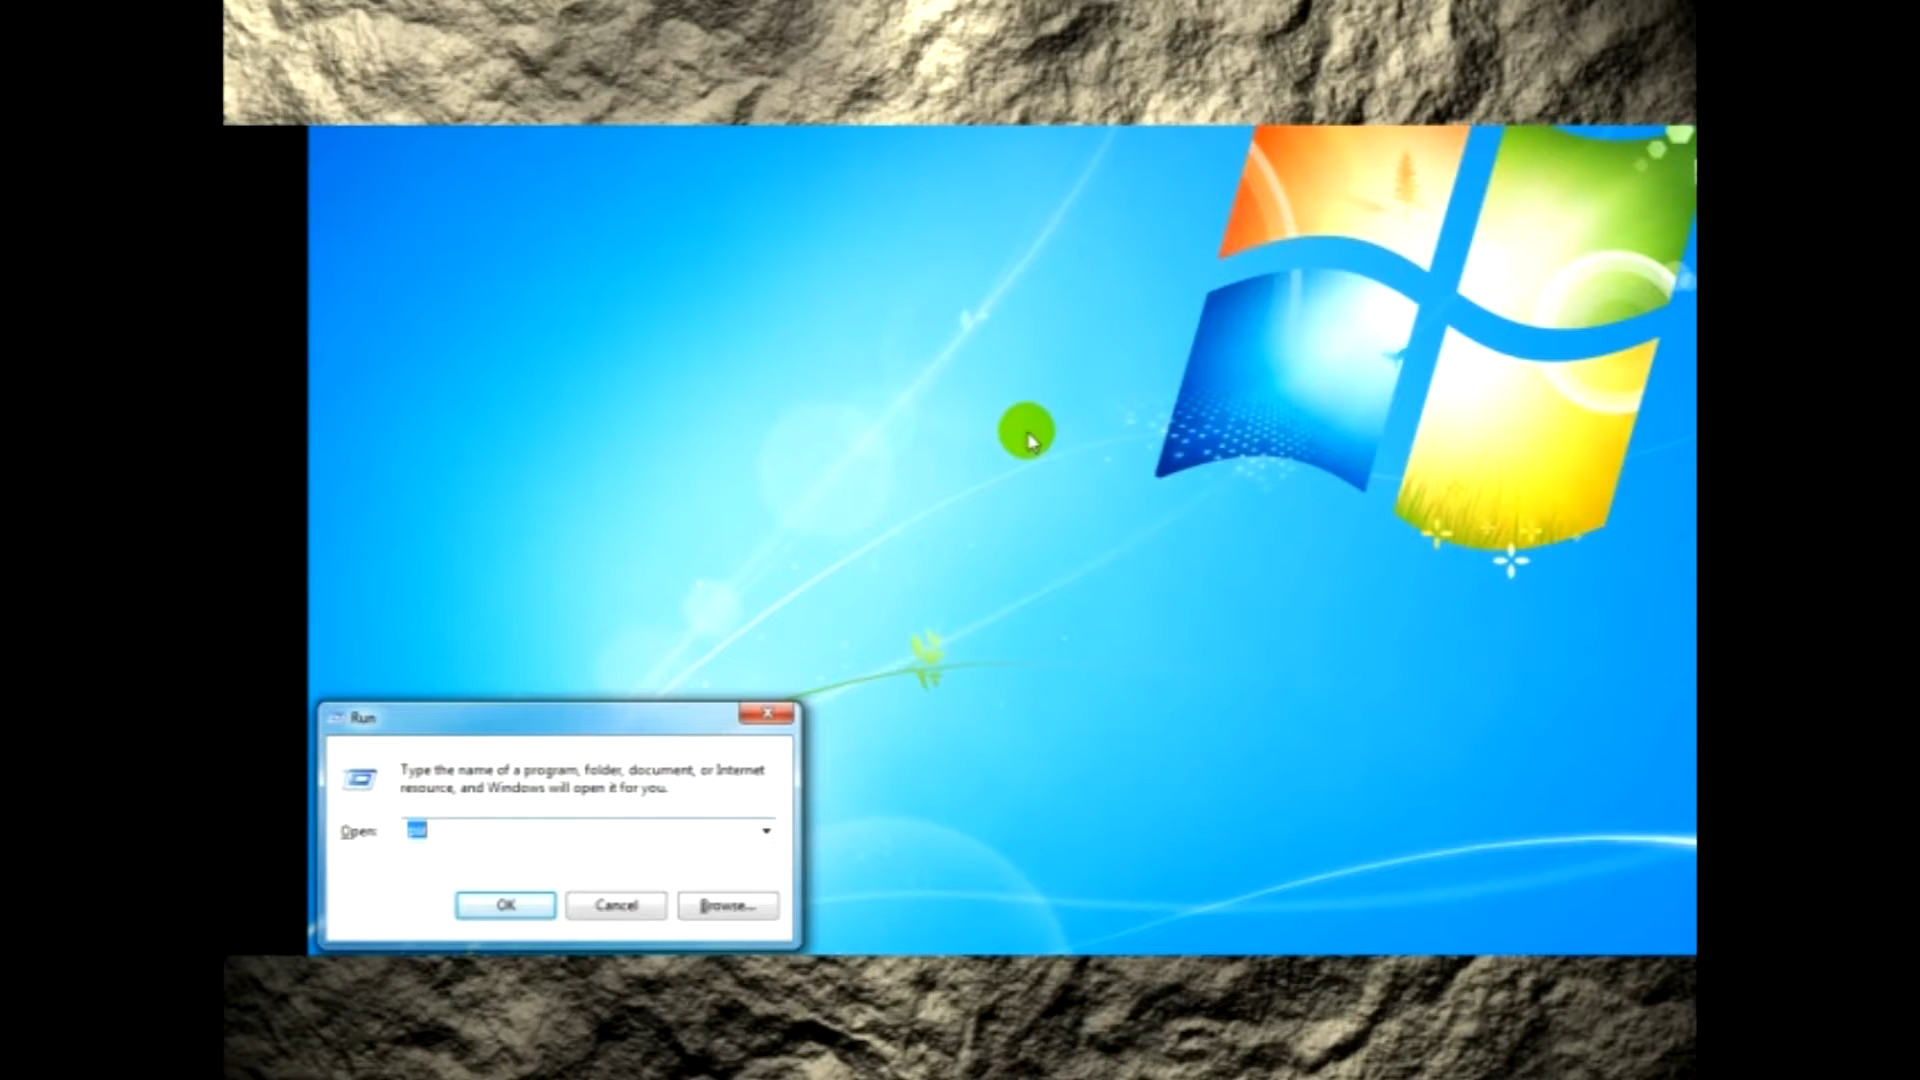 Run
Type the name of a program, folder, document, or Internet
resource, and Windows will open it for you.
Open:
psr
OK
Cancel
Browse...